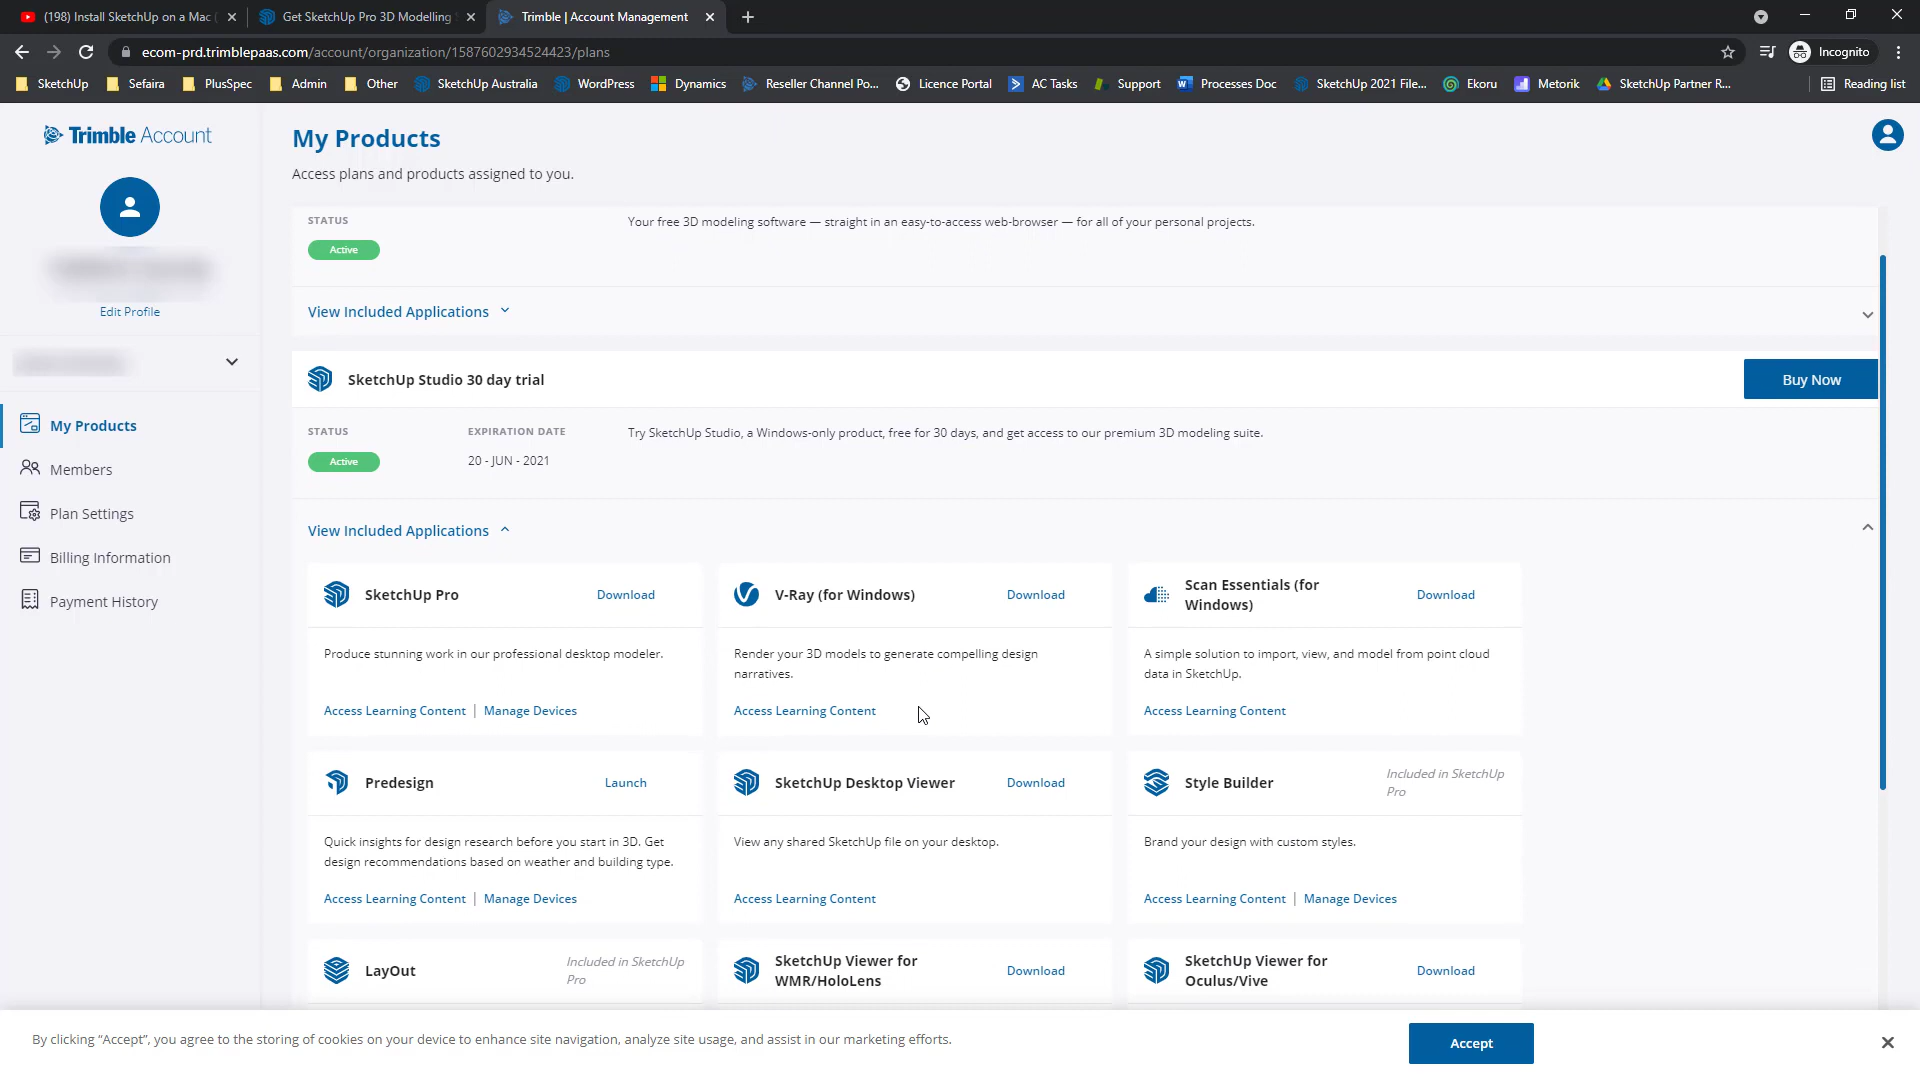 (198) Install SketchUp on a Mac
Get SketchUp Pro 3D Modelling
Trimble | Account Management
ecom-prd.trimblepaas.com/account/organization/1587602934524423/plans
Incognito
SketchUp
Sefaira
PlusSpec
Admin
Other
SketchUp Australia
WordPress
Dynamics
Reseller Channel Po...
Licence Portal
AC Tasks
Support
Processes Doc
SketchUp 2021 File...
Ekoru
Metorik
SketchUp Partner R...
Reading list
Trimble Account
Edit Profile
My Products
Members
Plan Settings
Billing Information
Payment History
My Products
Access plans and products assigned to you.
STATUS
Active
Your free 3D modeling software — straight in an easy-to-access web-browser — for all of your personal projects.
View Included Applications
SketchUp Studio 30 day trial
Buy Now
STATUS
Active
EXPIRATION DATE
20 - JUN - 2021
Try SketchUp Studio, a Windows-only product, free for 30 days, and get access to our premium 3D modeling suite.
View Included Applications
SketchUp Pro
Download
Produce stunning work in our professional desktop modeler.
Access Learning Content | Manage Devices
V-Ray (for Windows)
Download
Render your 3D models to generate compelling design
narratives.
Access Learning Content
Scan Essentials (for
Windows)
Download
A simple solution to import, view, and model from point cloud
data in SketchUp.
Access Learning Content
Predesign
Launch
Quick insights for design research before you start in 3D. Get
design recommendations based on weather and building type.
Access Learning Content | Manage Devices
SketchUp Desktop Viewer
Download
View any shared SketchUp file on your desktop.
Access Learning Content
Style Builder
Included in SketchUp
Pro
Brand your design with custom styles.
Access Learning Content | Manage Devices
LayOut
Included in SketchUp
Pro
SketchUp Viewer for
WMR/HoloLens
Download
SketchUp Viewer for
Oculus/Vive
Download
By clicking “Accept”, you agree to the storing of cookies on your device to enhance site navigation, analyze site usage, and assist in our marketing efforts.
Accept